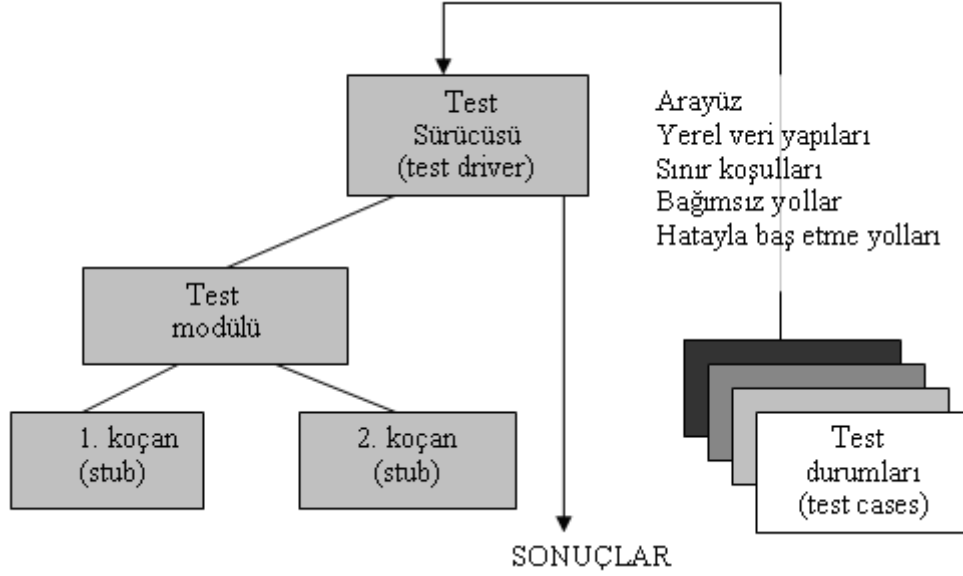 Test
Sürücüsü
(test driver)
Arayüz
Yerel veri yapıları
Sınır koşulları
Bağımsız yollar
Hatayla baş etme yolları
Test
modülü
1. koçan
(stub)
2. koçan
(stub)
Test
durumları
(test cases)
SONUÇLAR